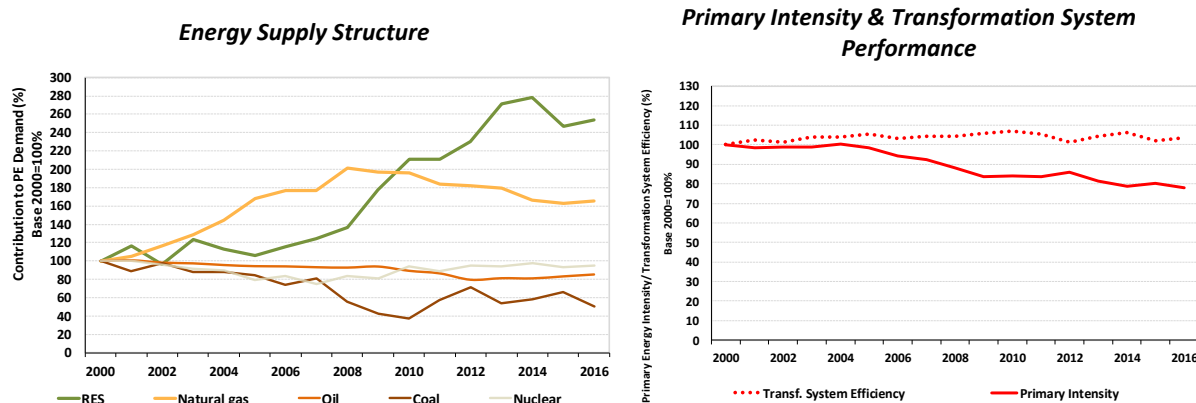 Energy Supply Structure
Contribution to PE Demand (%)
Base 2000=100%
300
280
260
240
220
200
180
160
140
120
100
80
60
40
20
0
2000 2002 2004 2006 2008 2010 2012 2014 2016
RES Natural gas Oil Coal Nuclear
Primary Intensity & Transformation System
Performance
Primary Energy Intensity/ Transformation System Efficiency (%)
Base 2000=100%
130
120
110
100
90
80
70
60
50
40
30
20
10
0
2000 2002 2004 2006 2008 2010 2012 2014 2016
Transf. System Efficiency Primary Intensity